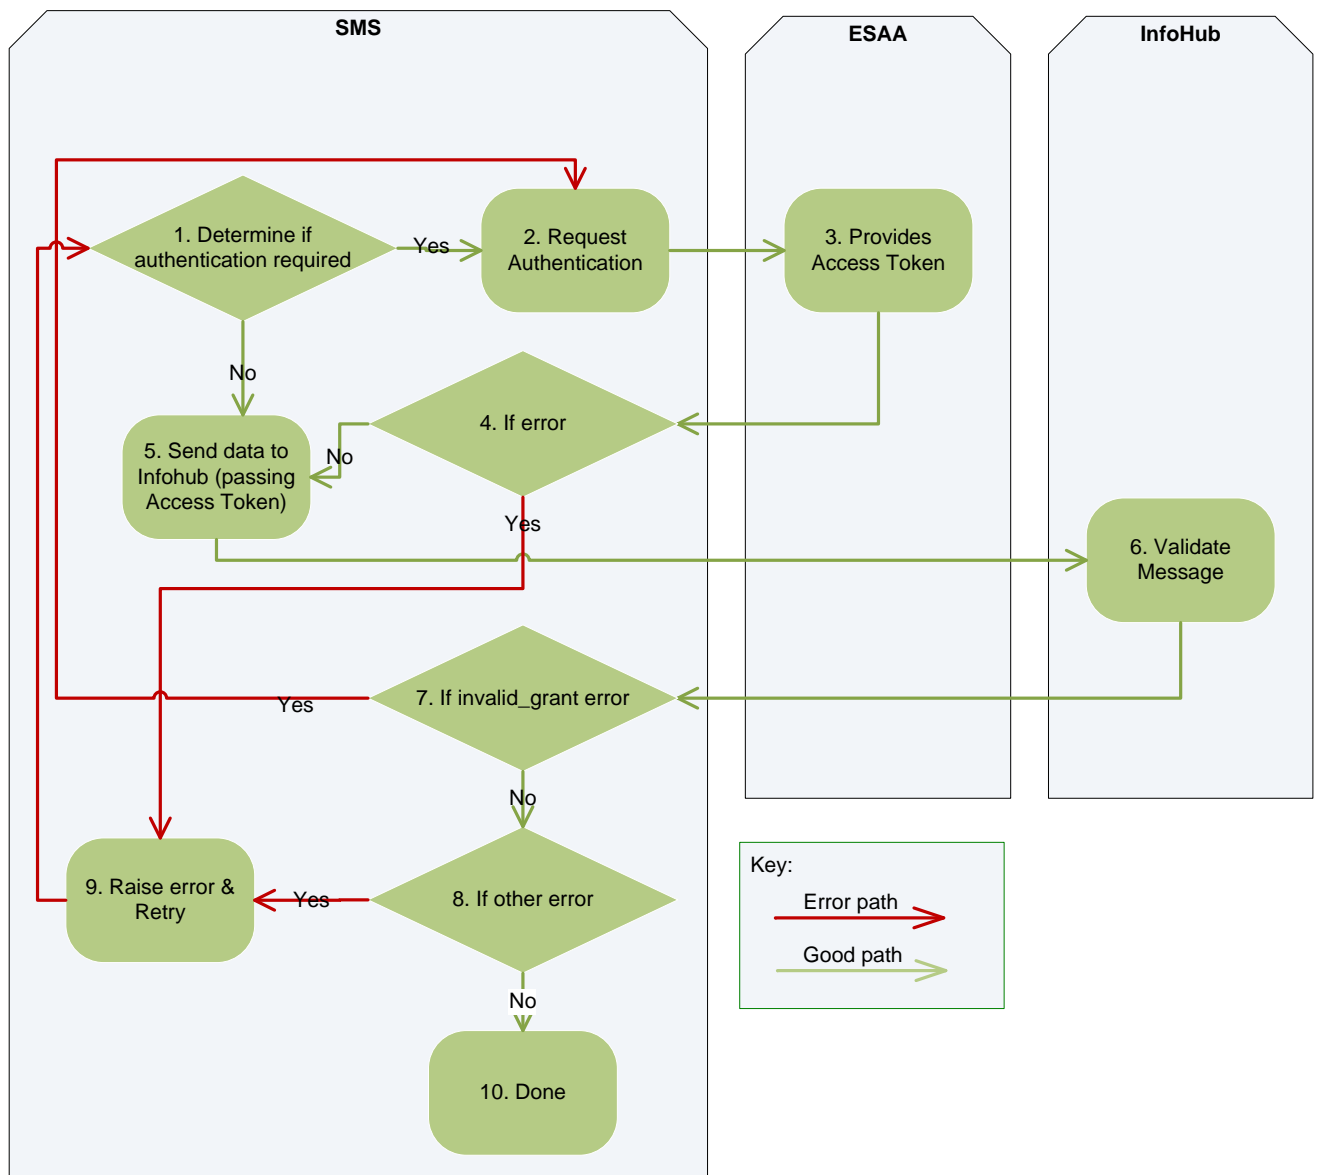 SMS
ESAA
InfoHub
1. Determine if
authentication required
Yes
2. Request
Authentication
3. Provides
Access Token
No
4. If error
5. Send data to
Infohub (passing
Access Token)
No
Yes
6. Validate
Message
7. If invalid_grant error
Yes
No
8. If other error
Yes
9. Raise error &
Retry
No
10. Done
Key:
Error path
Good path